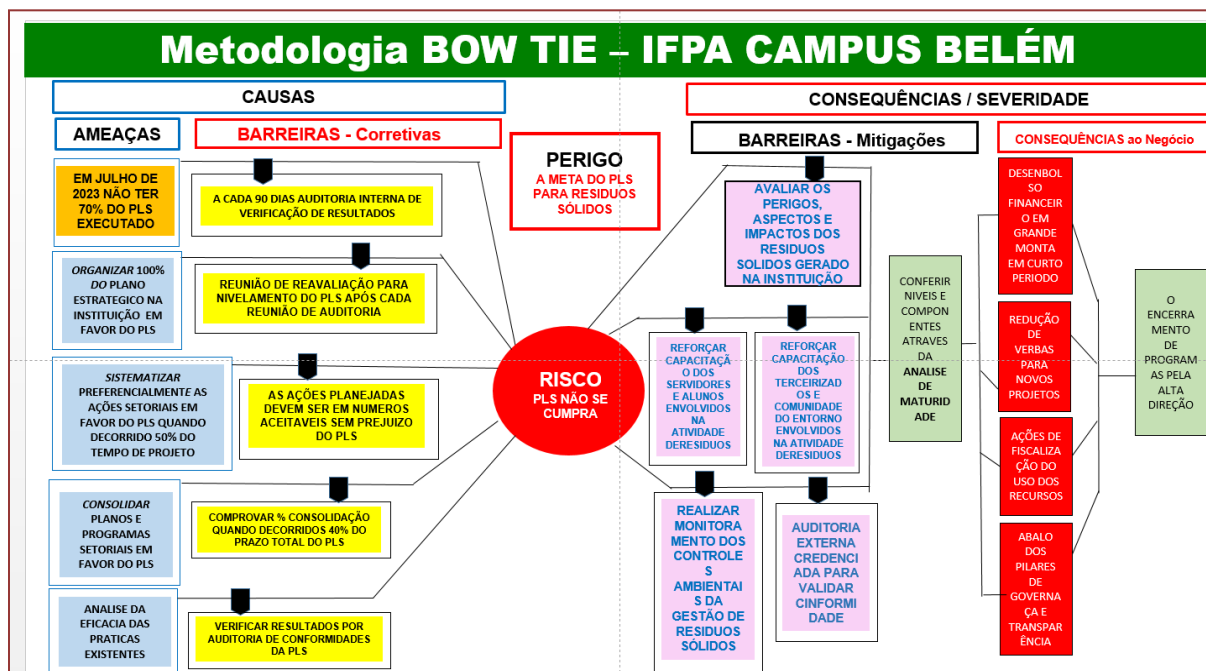 Metodologia BOW TIE – IFPA CAMPUS BELÉM
CAUSAS
CONSEQUÊNCIAS / SEVERIDADE
AMEAÇAS
BARREIRAS - Corretivas
PERIGO
A META DO PLS
PARA RESIDUOS
SÓLIDOS
BARREIRAS - Mitigações
CONSEQUÊNCIAS ao Negócio
EM JULHO DE
2023 NÃO TER
70% DO PLS
EXECUTADO
A CADA 90 DIAS AUDITORIA INTERNA DE
VERIFICAÇÃO DE RESULTADOS
ORGANIZAR 100%
DO PLANO
ESTRATEGICO NA
INSTITUIÇÃO EM
FAVOR DO PLS
REUNIÃO DE REAVALIAÇÃO PARA
NIVELAMENTO DO PLS APÓS CADA
REUNIÃO DE AUDITORIA
SISTEMATIZAR
PREFERENCIALMENTE AS
AÇÕES SETORIAIS EM
FAVOR DO PLS QUANDO
DECORRIDO 50% DO
TEMPO DE PROJETO
AS AÇÕES PLANEJADAS
DEVEM SER EM NUMEROS
ACEITAVEIS SEM PREJUIZO DO PLS
CONSOLIDAR
PLANOS E
PROGRAMAS
SETORIAIS EM
FAVOR DO PLS
COMPROVAR % CONSOLIDAÇÃO
QUANDO DECORRIDOS 40% DO
PRAZO TOTAL DO PLS
ANALISE DA
EFICACIA DAS
PRATICAS
EXISTENTES
VERIFICAR RESULTADOS POR
AUDITORIA DE CONFORMIDADES
DA PLS
RISCO
PLS NÃO SE
CUMPRA
AVALIAR OS
PERIGOS,
ASPECTOS E
IMPACTOS DOS
RESIDUOS
SOLIDOS GERADO
NA INSTITUIÇÃO
REFORÇAR
CAPACITAÇÃ
O DOS
SERVIDORES
E ALUNOS
ENVOLVIDOS
NA
ATIVIDADE
DERESIDUOS
REFORÇAR
CAPACITAÇÃO
DOS
TERCEIRIZAD
OS E
COMUNIDADE
DO ENTORNO
ENVOLVIDOS
NA ATIVIDADE
DERESIDUOS
REALIZAR
MONITORA
MENTO DOS
CONTROLE
S
AMBIENTAI
S DA
GESTÃO DE
RESIDUOS
SÓLIDOS
AUDITORIA
EXTERNA
CREDENC
IADA PARA
VALIDAR
CINFORMI
DADE
CONFERIR
NIVEIS E
COMPON
ENTES
ATRAVES
DA
ANALISE DE
MATURID
ADE
DESENBOL
SO
FINANCEIR
O EM
GRANDE
MONTA
EM CURTO
PERIODO
REDUÇÃO
DE
VERBAS
PARA
NOVOS
PROJETOS
AÇÕES DE
FISCALIZA
ÇÃO DO
USO DOS
RECURSOS
ABALO
DOS
PILARES
DE
GOVERNA
ÇA E
TRANSPAR
ÊNCIA
O
ENCERRA
MENTO
DE
PROGRAM
AS PELA
ALTA
DIREÇÃO